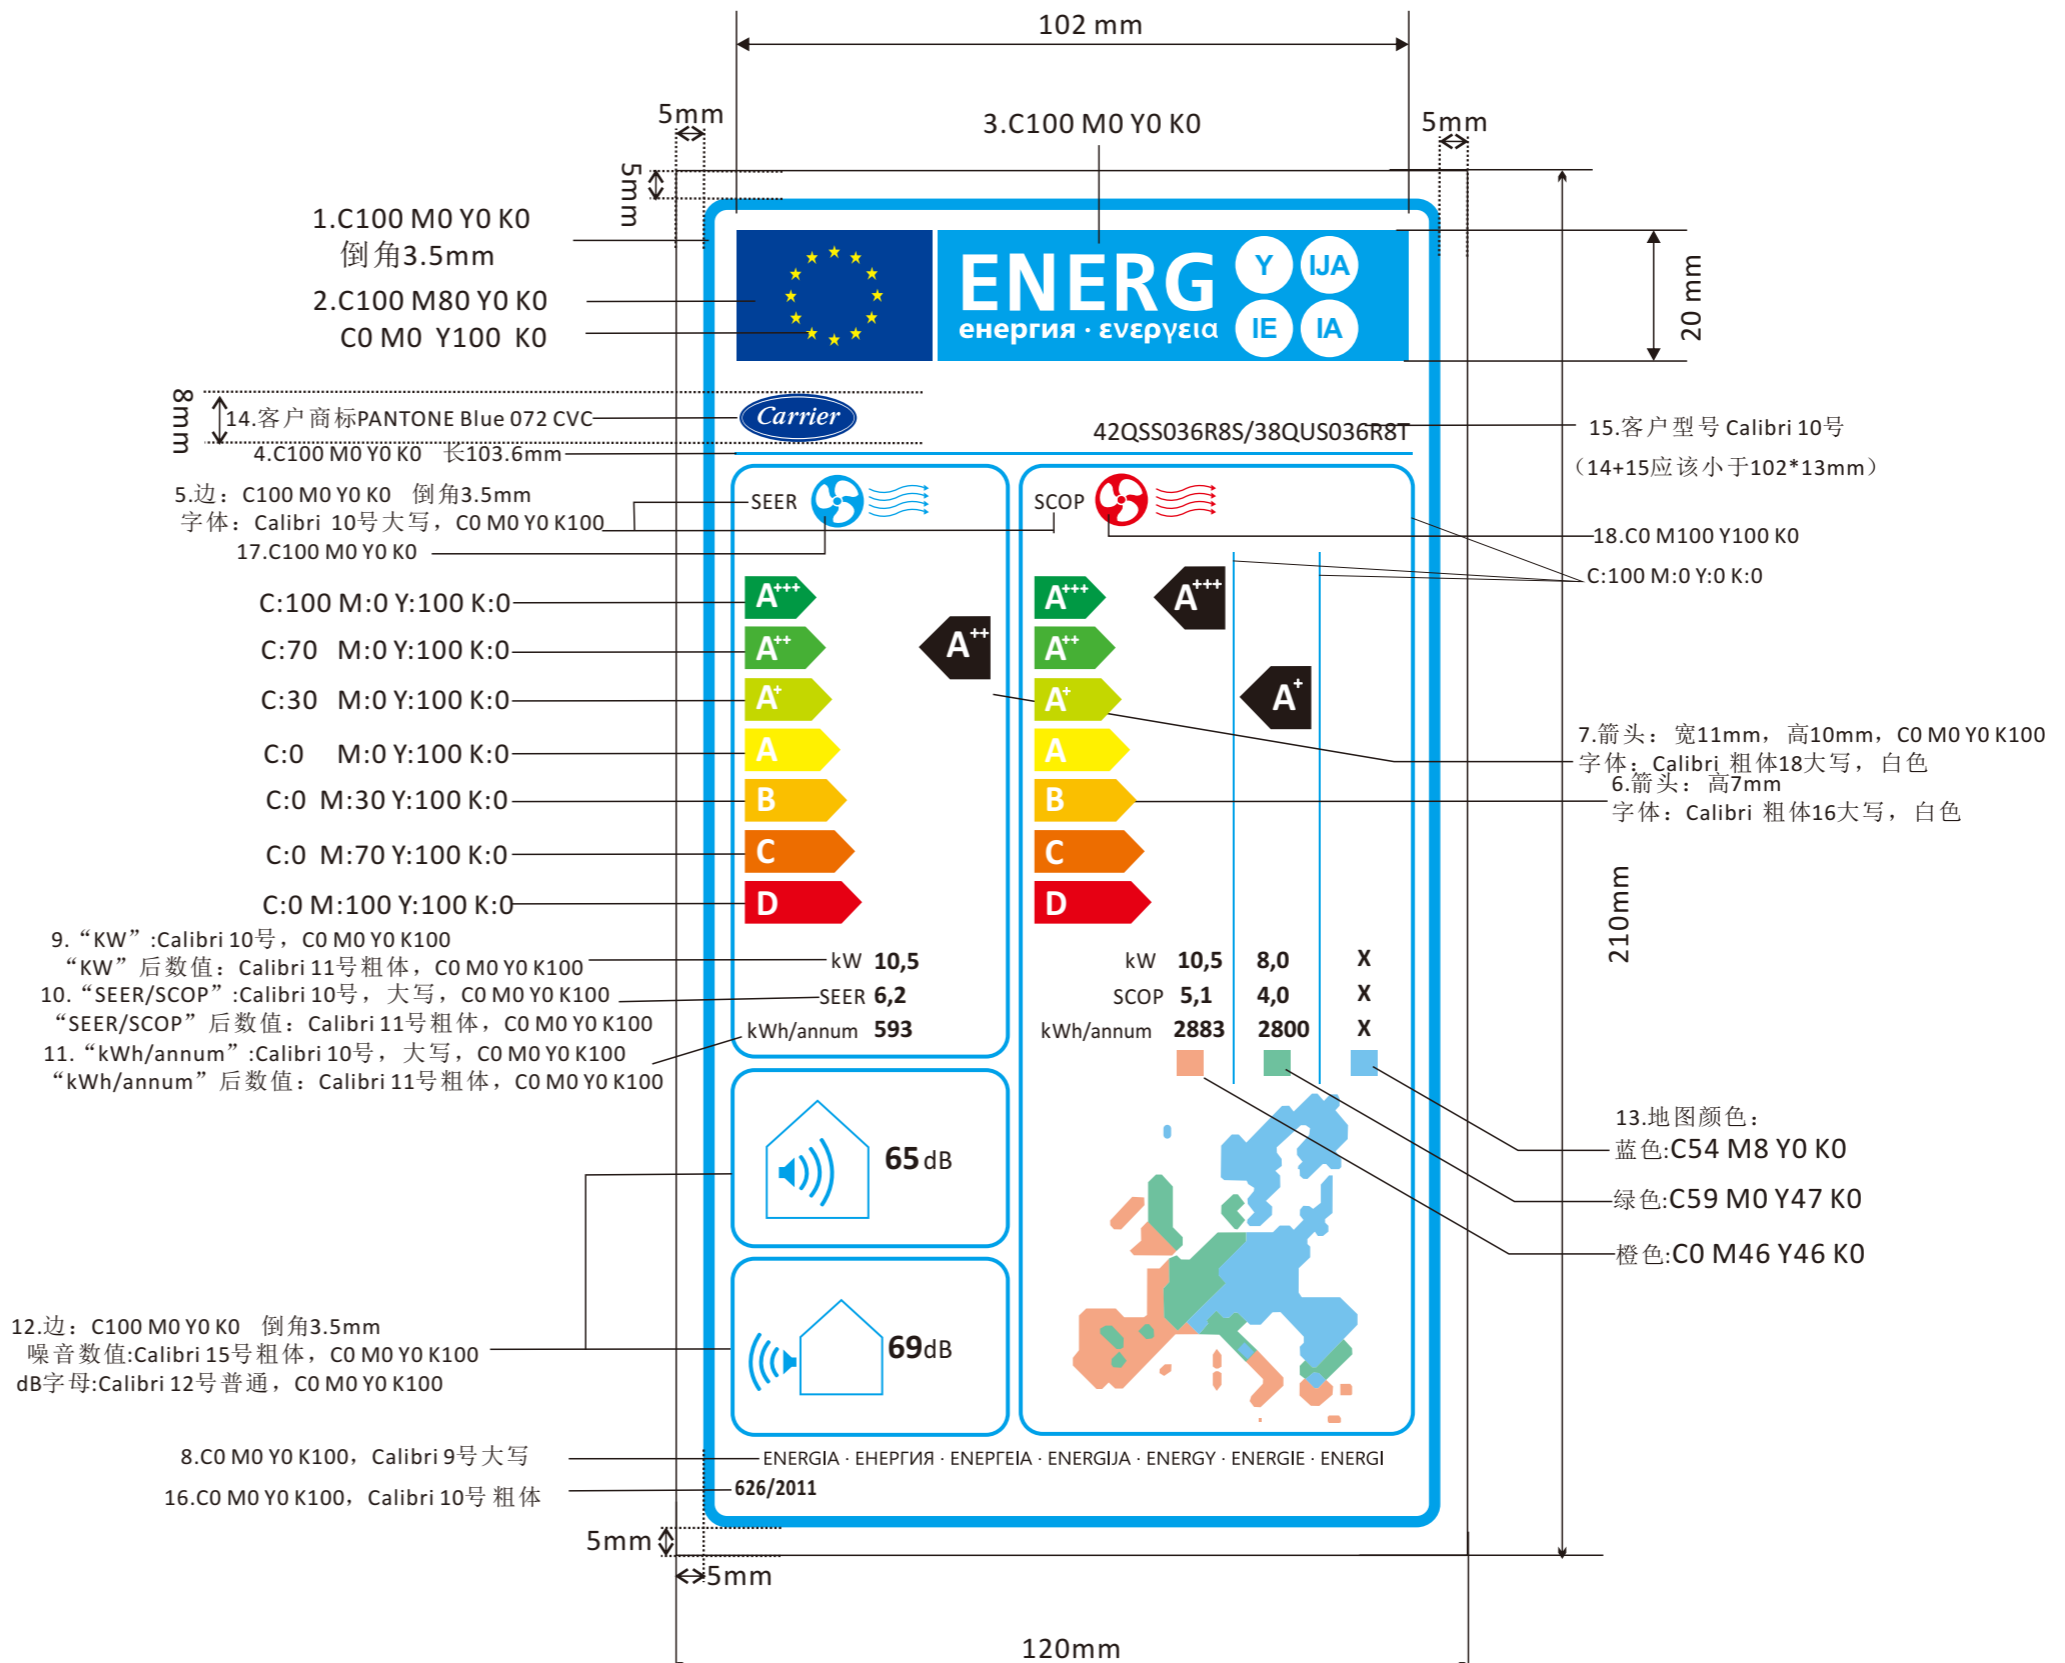 102 mm
5mm
3.C100 M0 Y0 K0
5mm
5mm
1.C100 M0 Y0 K0
倒角3.5mm
2.C100 M80 Y0 K0
C0 M0 Y100 K0
ENERG
енергия · ενεργεια
Y
IJA
IE
IA
20 mm
8mm
14.客户商标PANTONE Blue 072 CVC
Carrier
42QSS036R8S/38QUS036R8T
15.客户型号 Calibri 10号
（14+15应该小于102*13mm）
4.C100 M0 Y0 K0 长103.6mm
5.边：C100 M0 Y0 K0 倒角3.5mm
字体：Calibri 10号大写，C0 M0 Y0 K100
17.C100 M0 Y0 K0
SEER
SCOP
18.C0 M100 Y100 K0
C:100 M:0 Y:0 K:0
C:100 M:0 Y:100 K:0
C:70 M:0 Y:100 K:0
C:30 M:0 Y:100 K:0
C:0 M:0 Y:100 K:0
C:0 M:30 Y:100 K:0
C:0 M:70 Y:100 K:0
C:0 M:100 Y:100 K:0
A+++
A++
A+
A
B
C
D
A++
A+++
A++
A+
A
B
C
D
A+++
A+
7.箭头：宽11mm，高10mm，C0 M0 Y0 K100
字体：Calibri 粗体18大写，白色
6.箭头：高7mm
字体：Calibri 粗体16大写，白色
210mm
9.“KW”:Calibri 10号，C0 M0 Y0 K100
“KW”后数值：Calibri 11号粗体，C0 M0 Y0 K100
10.“SEER/SCOP”:Calibri 10号，大写，C0 M0 Y0 K100
“SEER/SCOP”后数值：Calibri 11号粗体，C0 M0 Y0 K100
11.“kWh/annum”:Calibri 10号，大写，C0 M0 Y0 K100
“kWh/annum”后数值：Calibri 11号粗体，C0 M0 Y0 K100
kW 10,5
SEER 6,2
kWh/annum 593
kW 10,5 8,0 X
SCOP 5,1 4,0 X
kWh/annum 2883 2800 X
65 dB
69dB
13.地图颜色：
蓝色:C54 M8 Y0 K0
绿色:C59 M0 Y47 K0
橙色:C0 M46 Y46 K0
12.边：C100 M0 Y0 K0 倒角3.5mm
噪音数值:Calibri 15号粗体，C0 M0 Y0 K100
dB字母:Calibri 12号普通，C0 M0 Y0 K100
8.C0 M0 Y0 K100，Calibri 9号大写
ENERGIA · ЕНЕРГИЯ · ΕΝΕΡΓΕΙΑ · ENERGIJA · ENERGY · ENERGIE · ENERGI
16.C0 M0 Y0 K100，Calibri 10号 粗体
626/2011
5mm
5mm
120mm